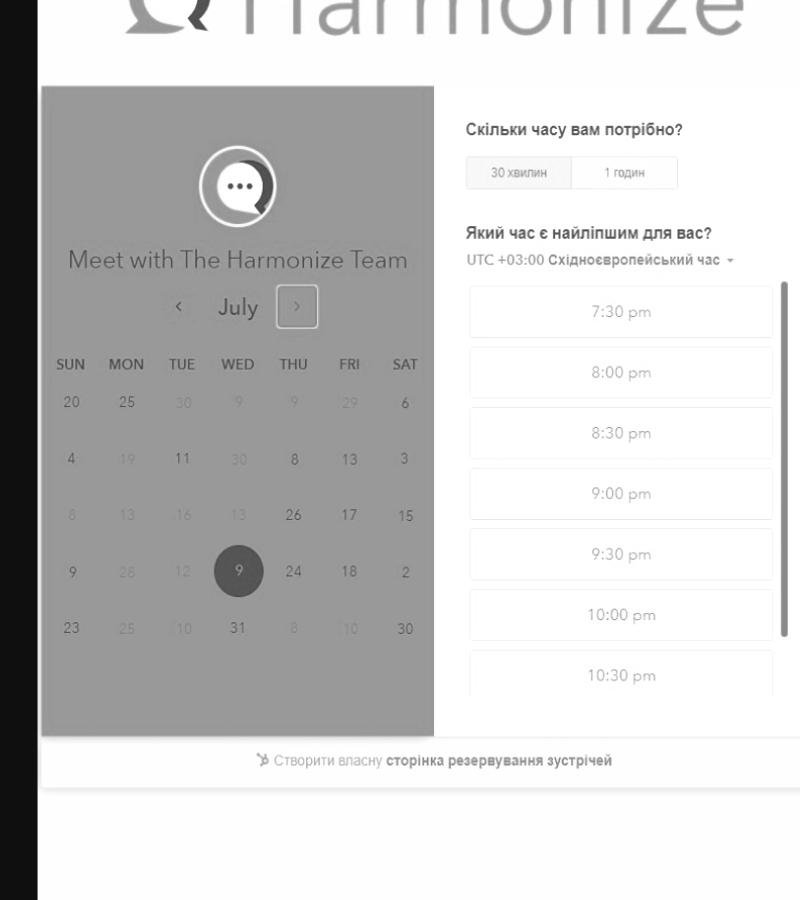 Harmonize
Meet with The Harmonize Team
July
SUN MON TUE WED THU FRI SAT
20 25 30 9 9 29 6
4 19 11 30 8 13 3
8 13 16 13 26 17 15
9 28 12 9 24 18 2
23 25 10 31 8 10 30
Скільки часу вам потрібно?
30 хвилин 1 годин
Який час є найліпшим для вас?
UTC +03:00 Східноєвропейський час
7:30 pm
8:00 pm
8:30 pm
9:00 pm
9:30 pm
10:00 pm
10:30 pm
Створити власну сторінка резервування зустрічей